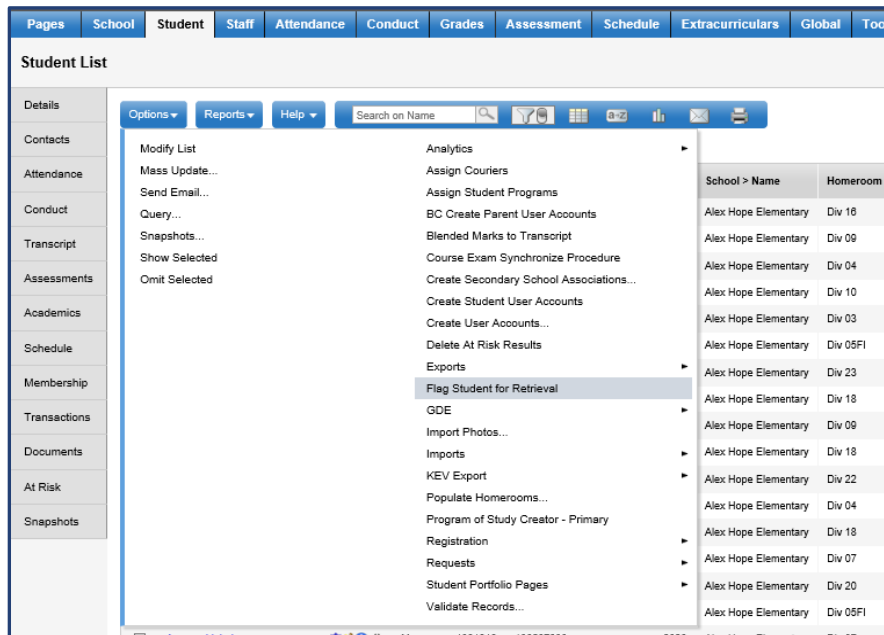 Pages School Student Staff Attendance Conduct Grades Assessment Schedule Extracurriculars Global Too
Student List
Details
Contacts
Attendance
Conduct
Transcript
Assessments
Academics
Schedule
Membership
Transactions
Documents
At Risk
Snapshots
Options Reports Help Search on Name a-z
Modify List
Mass Update...
Send Email...
Query...
Snapshots...
Show Selected
Omit Selected
Analytics
Assign Couriers
Assign Student Programs
BC Create Parent User Accounts
Blended Marks to Transcript
Course Exam Synchronize Procedure
Create Secondary School Associations...
Create Student User Accounts
Create User Accounts...
Delete At Risk Results
Exports
Flag Student for Retrieval
GDE
Import Photos...
Imports
KEV Export
Populate Homerooms...
Program of Study Creator - Primary
Registration
Requests
Student Portfolio Pages
Validate Records...
School > Name Homeroom
Alex Hope Elementary Div 16
Alex Hope Elementary Div 09
Alex Hope Elementary Div 04
Alex Hope Elementary Div 10
Alex Hope Elementary Div 03
Alex Hope Elementary Div 05FI
Alex Hope Elementary Div 23
Alex Hope Elementary Div 18
Alex Hope Elementary Div 09
Alex Hope Elementary Div 18
Alex Hope Elementary Div 22
Alex Hope Elementary Div 04
Alex Hope Elementary Div 18
Alex Hope Elementary Div 07
Alex Hope Elementary Div 20
Alex Hope Elementary Div 05FI